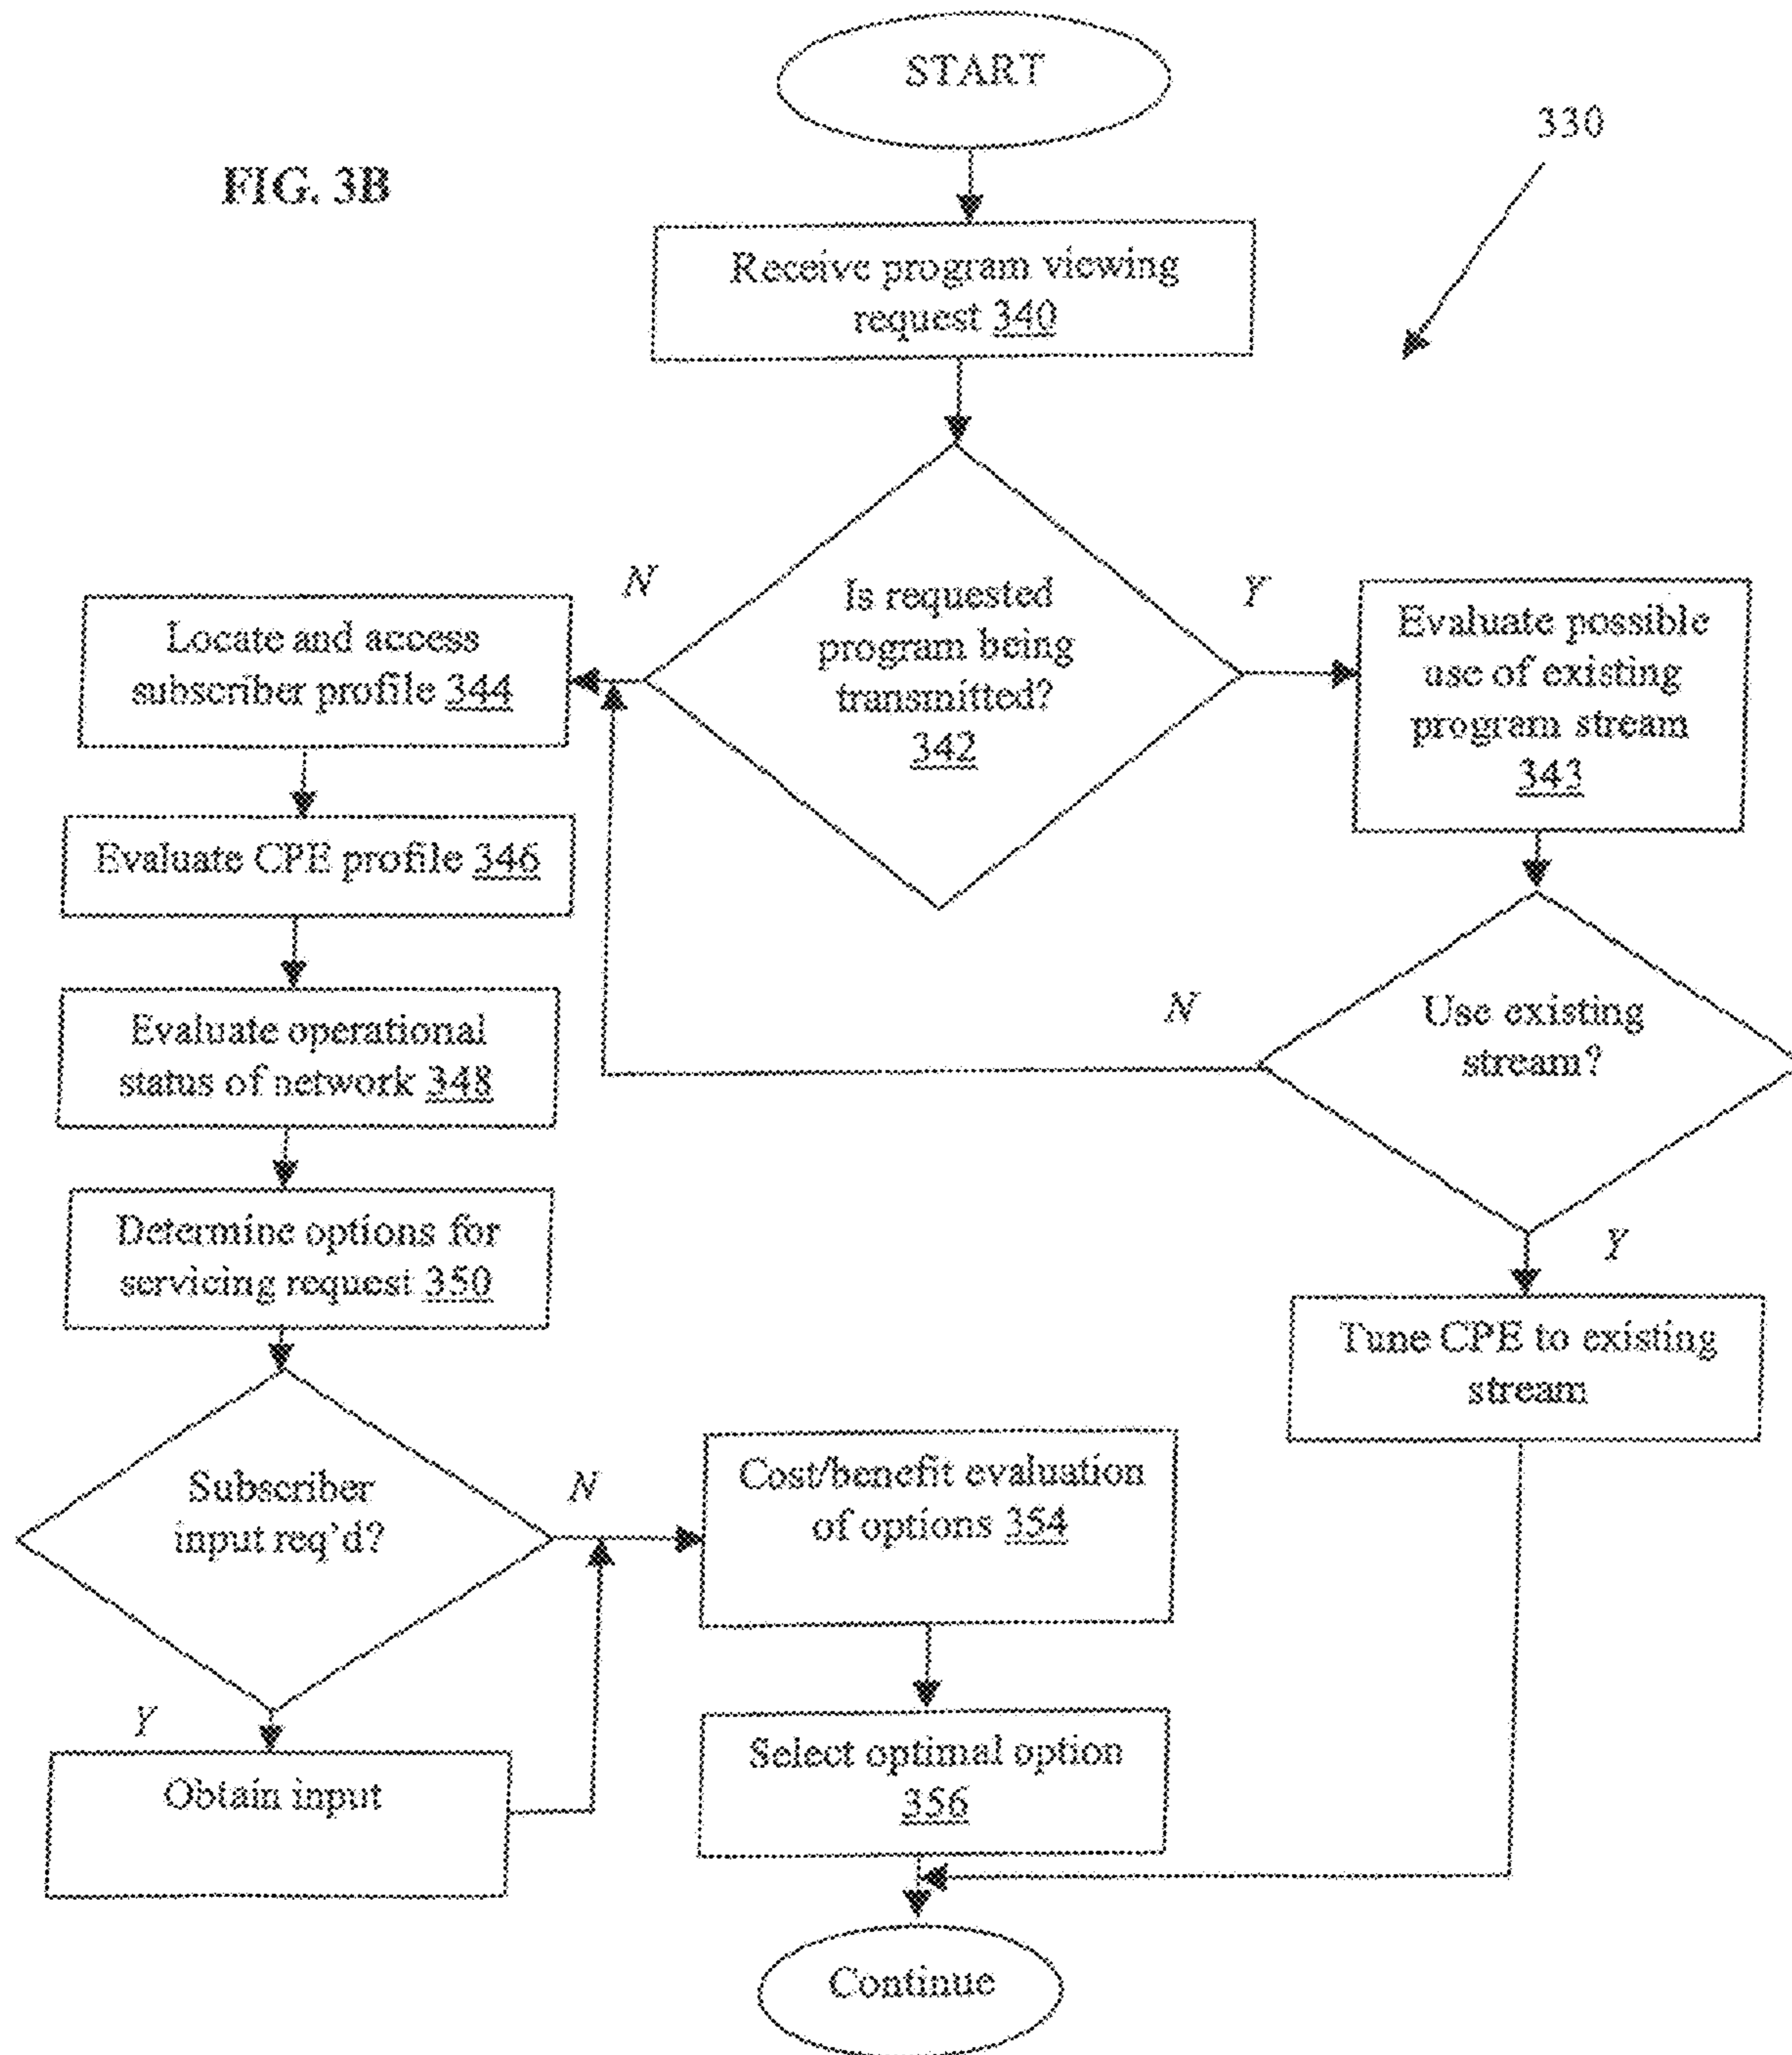 START
330
FIG. 3B
Receive program viewing
request 340
N
Y
Is requested
program being
transmitted?
342
Locate and access
subscriber profile 344
Evaluate possible
use of existing
program stream
343
Evaluate CPE profile 346
Evaluate operational
status of network 348
N
Use existing
stream?
Y
Determine options for
servicing request 350
Tune CPE to existing
stream
Subscriber
input req'd?
N
Cost/benefit evaluation
of options 354
Y
Obtain input
Select optimal option
356
Continue